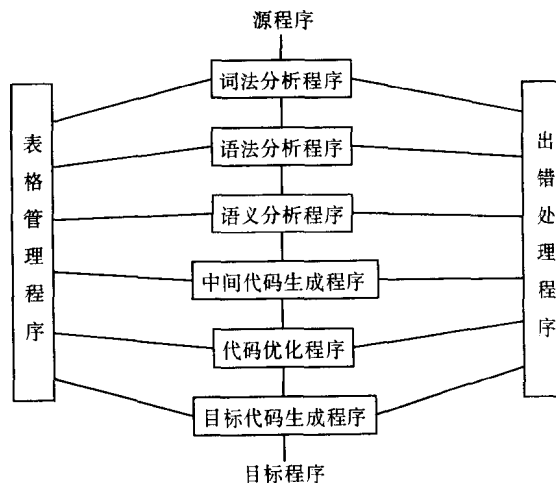 源程序
词法分析程序
语法分析程序
语义分析程序
中间代码生成程序
代码优化程序
目标代码生成程序
目标程序
表格管理程序
出错处理程序